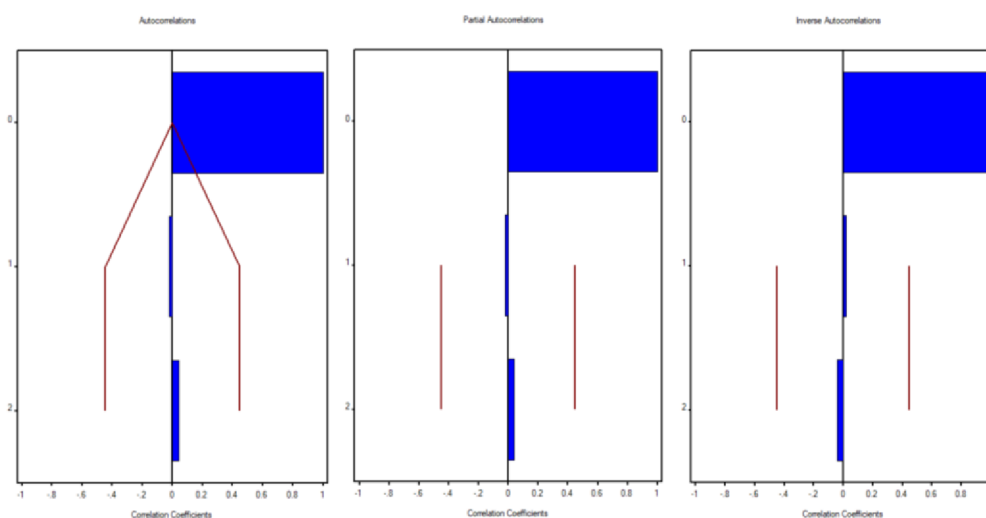 Autocorrelations
0
1
2
-1 -.8 -.6 -.4 -.2 0 0.2 0.4 0.6 0.8 1
Correlation Coefficients
Partial Autocorrelations
0
1
2
-1 -.8 -.6 -.4 -.2 0 0.2 0.4 0.6 0.8 1
Correlation Coefficients
Inverse Autocorrelations
0
1
2
-1 -.8 -.6 -.4 -.2 0 0.2 0.4 0.6 0.8
Correlation Coefficients